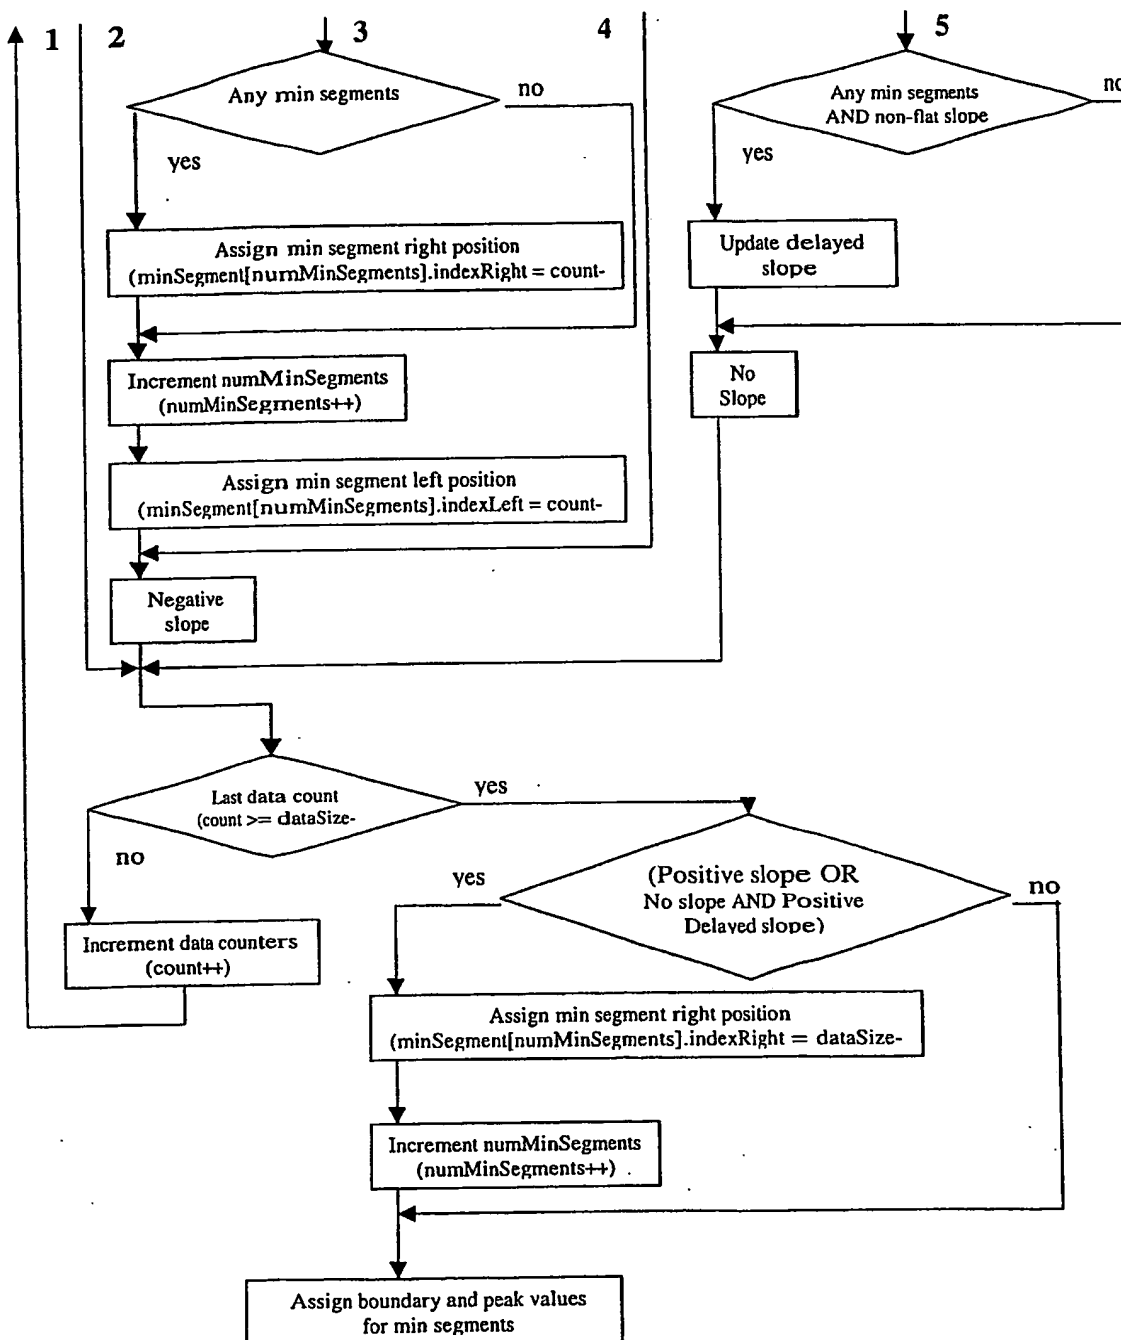 1
2
3
4
5
Any min segments
no
yes
Any min segments
AND non-flat slope
no
yes
Assign min segment right position
(minSegment[numMinSegments].indexRight = count-
Update delayed
slope
Increment numMinSegments
(numMinSegments++)
No
Slope
Assign min segment left position
(minSegment[numMinSegments].indexLeft = count-
Negative
slope
Last data count
(count >= dataSize-
yes
no
(Positive slope OR
No slope AND Positive
Delayed slope)
yes
no
Increment data counters
(count++)
Assign min segment right position
(minSegment[numMinSegments].indexRight = dataSize-
Increment numMinSegments
(numMinSegments++)
Assign boundary and peak values
for min segments